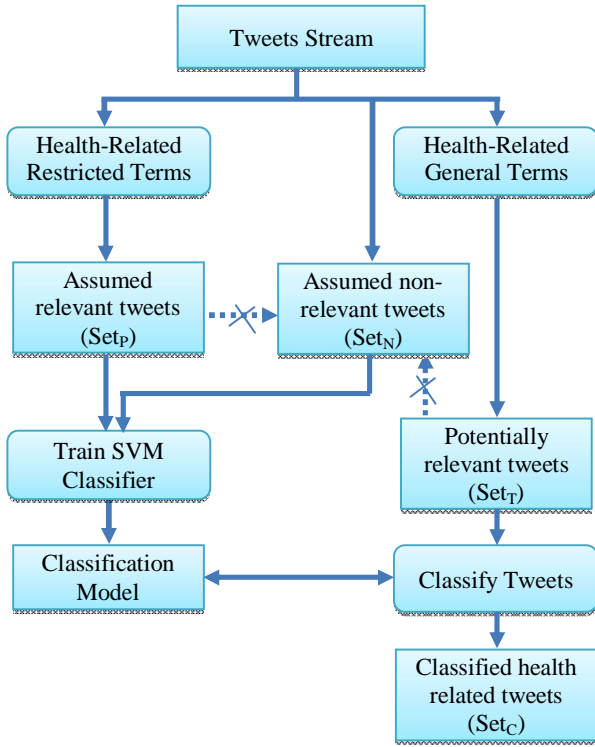 Tweets Stream
Health-Related
Restricted Terms
Health-Related
General Terms
Assumed
relevant tweets
(SetP)
Assumed non-
relevant tweets
(SetN)
Train SVM
Classifier
Potentially
relevant tweets
(SetT)
Classification
Model
Classify Tweets
Classified health
related tweets
(SetC)